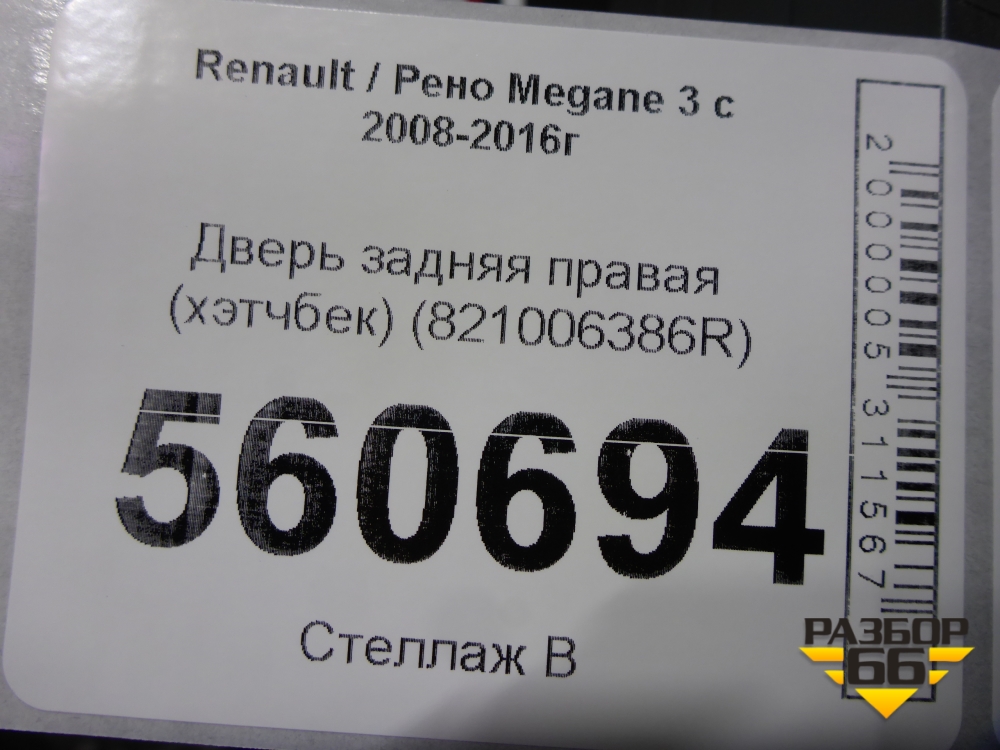 Renault / Рено Megane 3 с
2008-2016г
Дверь задняя правая
(хэтчбек) (821006386R)
560694
Стеллаж В
2000005311567
РАЗБОР
66